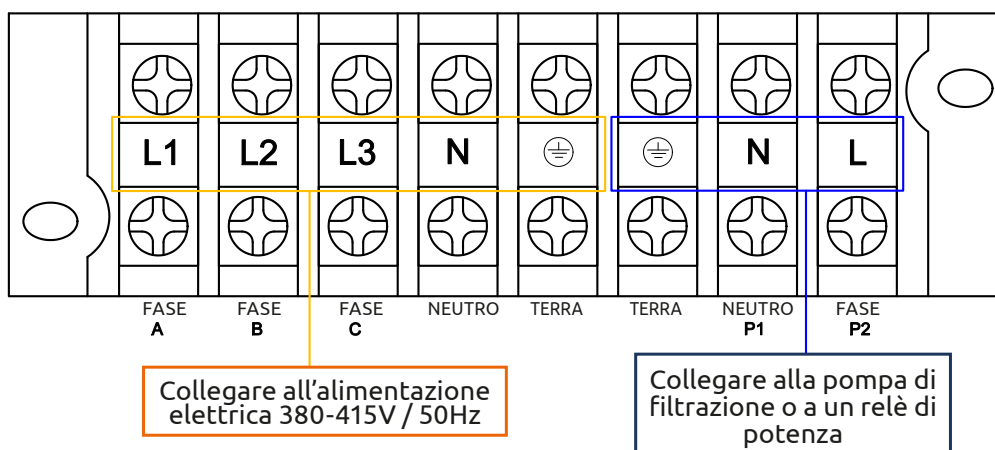 L1 L2 L3 N N L
FASE FASE FASE NEUTRO TERRA TERRA NEUTRO FASE
A B C P1 P2
Collegare all'alimentazione
elettrica 380-415V / 50Hz
Collegare alla pompa di
filtrazione o a un relè di
potenza